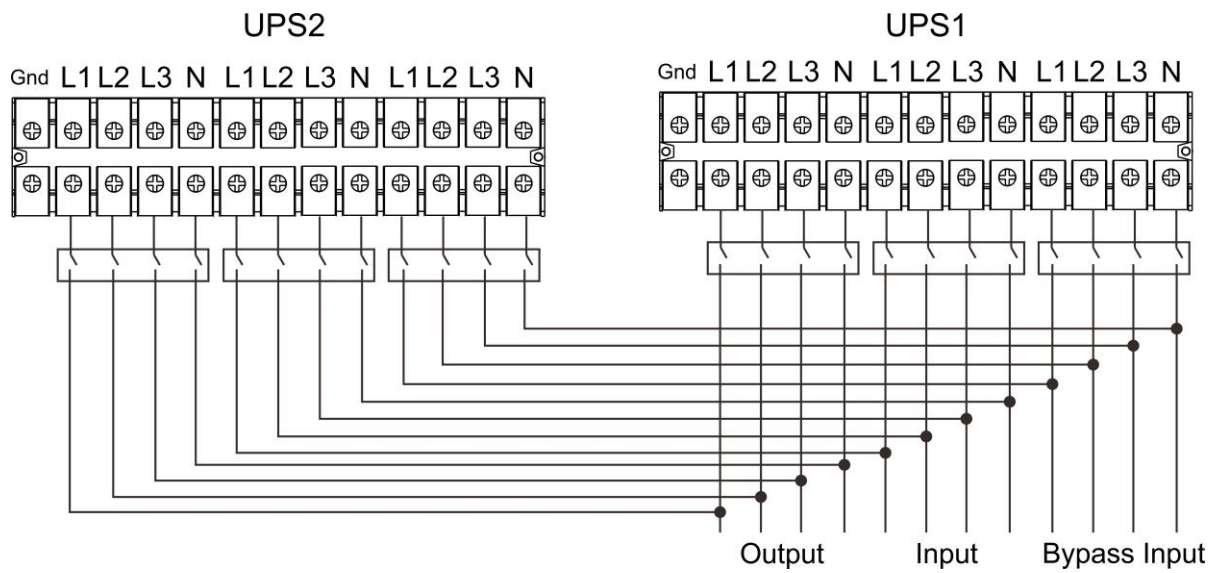 UPS2 UPS1
Gnd L1 L2 L3 N L1 L2 L3 N L1 L2 L3 N
Gnd L1 L2 L3 N L1 L2 L3 N L1 L2 L3 N
Output Input Bypass Input